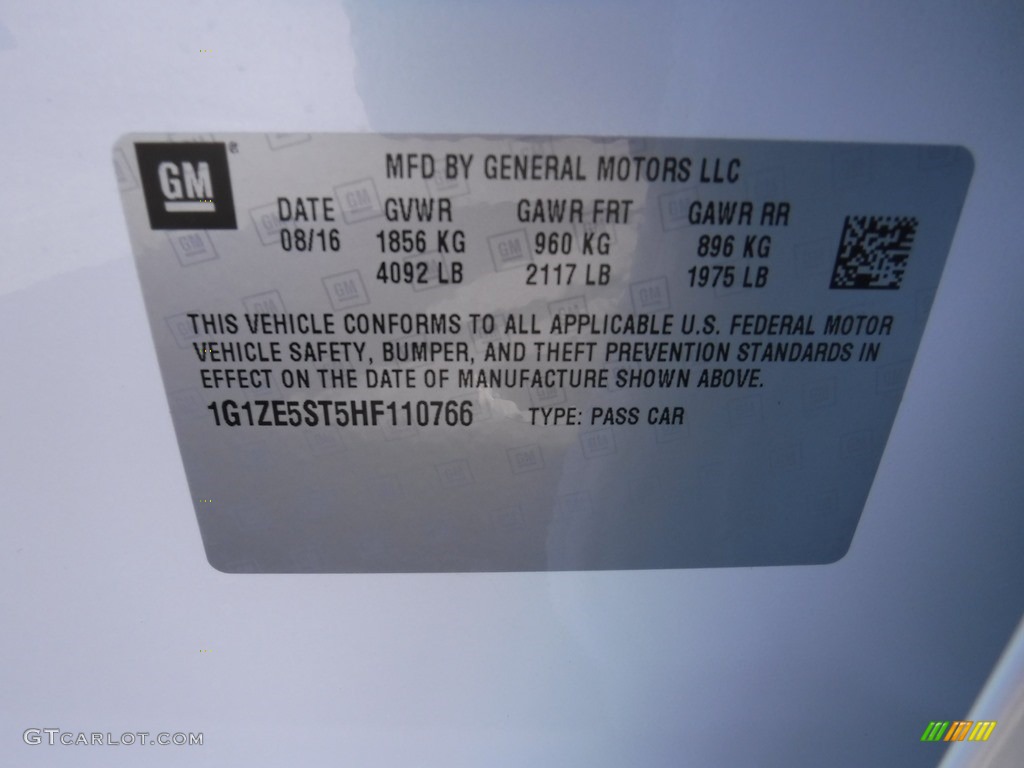 GM®
MFD BY GENERAL MOTORS LLC
DATE GVWR GAWR FRT GAWR RR
08/16 1856 KG 960 KG 896 KG
4092 LB 2117 LB 1975 LB
THIS VEHICLE CONFORMS TO ALL APPLICABLE U.S. FEDERAL MOTOR
VEHICLE SAFETY, BUMPER, AND THEFT PREVENTION STANDARDS IN
EFFECT ON THE DATE OF MANUFACTURE SHOWN ABOVE.
1G1ZE5ST5HF110766 TYPE: PASS CAR
GTCARLOT.COM